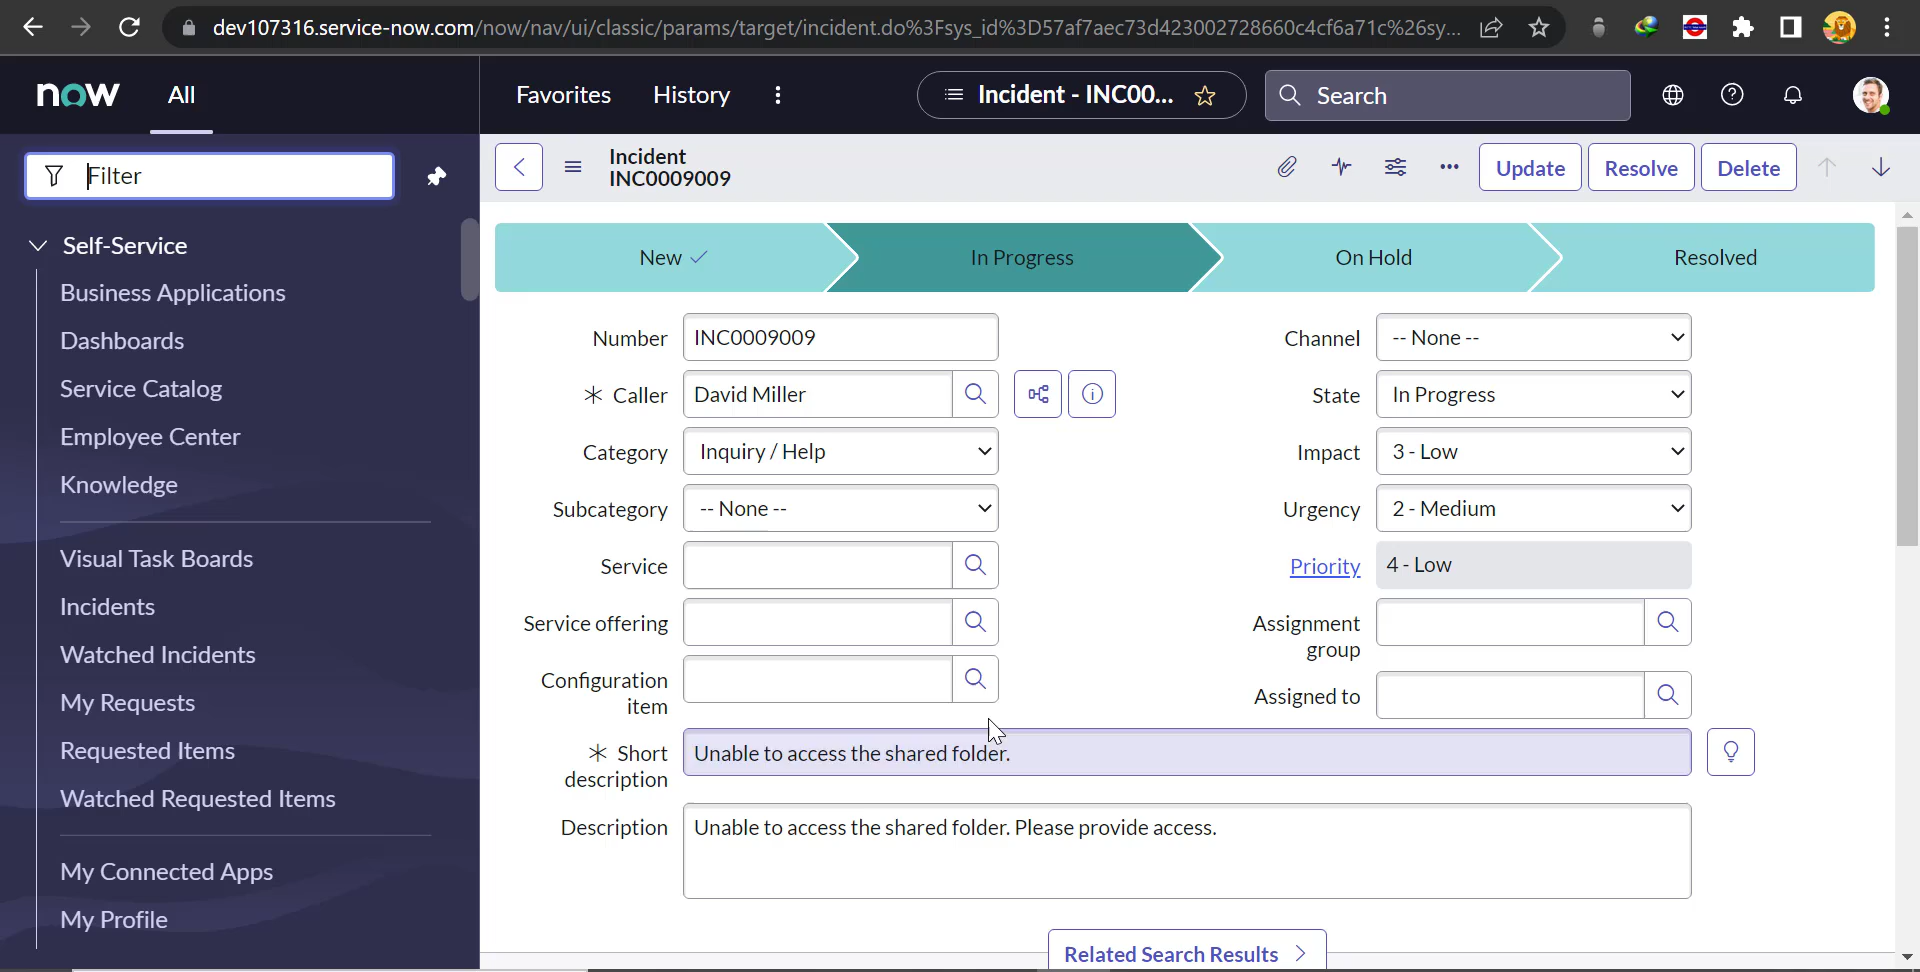 dev107316.service-now.com/now/nav/ui/classic/params/target/incident.do%3Fsys_id%3D57af7aec73d423002728660c4cf6a71c%26sy...
now All Favorites History Incident - INC00... Search
Filter
Incident
INC0009009
Update Resolve Delete
Self-Service
Business Applications
Dashboards
Service Catalog
Employee Center
Knowledge
Visual Task Boards
Incidents
Watched Incidents
My Requests
Requested Items
Watched Requested Items
My Connected Apps
My Profile
New In Progress On Hold Resolved
Number INC0009009
Caller David Miller
Category Inquiry / Help
Subcategory -- None --
Service
Service offering
Configuration
item
Channel -- None --
State In Progress
Impact 3 - Low
Urgency 2 - Medium
Priority 4 - Low
Assignment
group
Assigned to
Short
description
Unable to access the shared folder.
Description Unable to access the shared folder. Please provide access.
Related Search Results